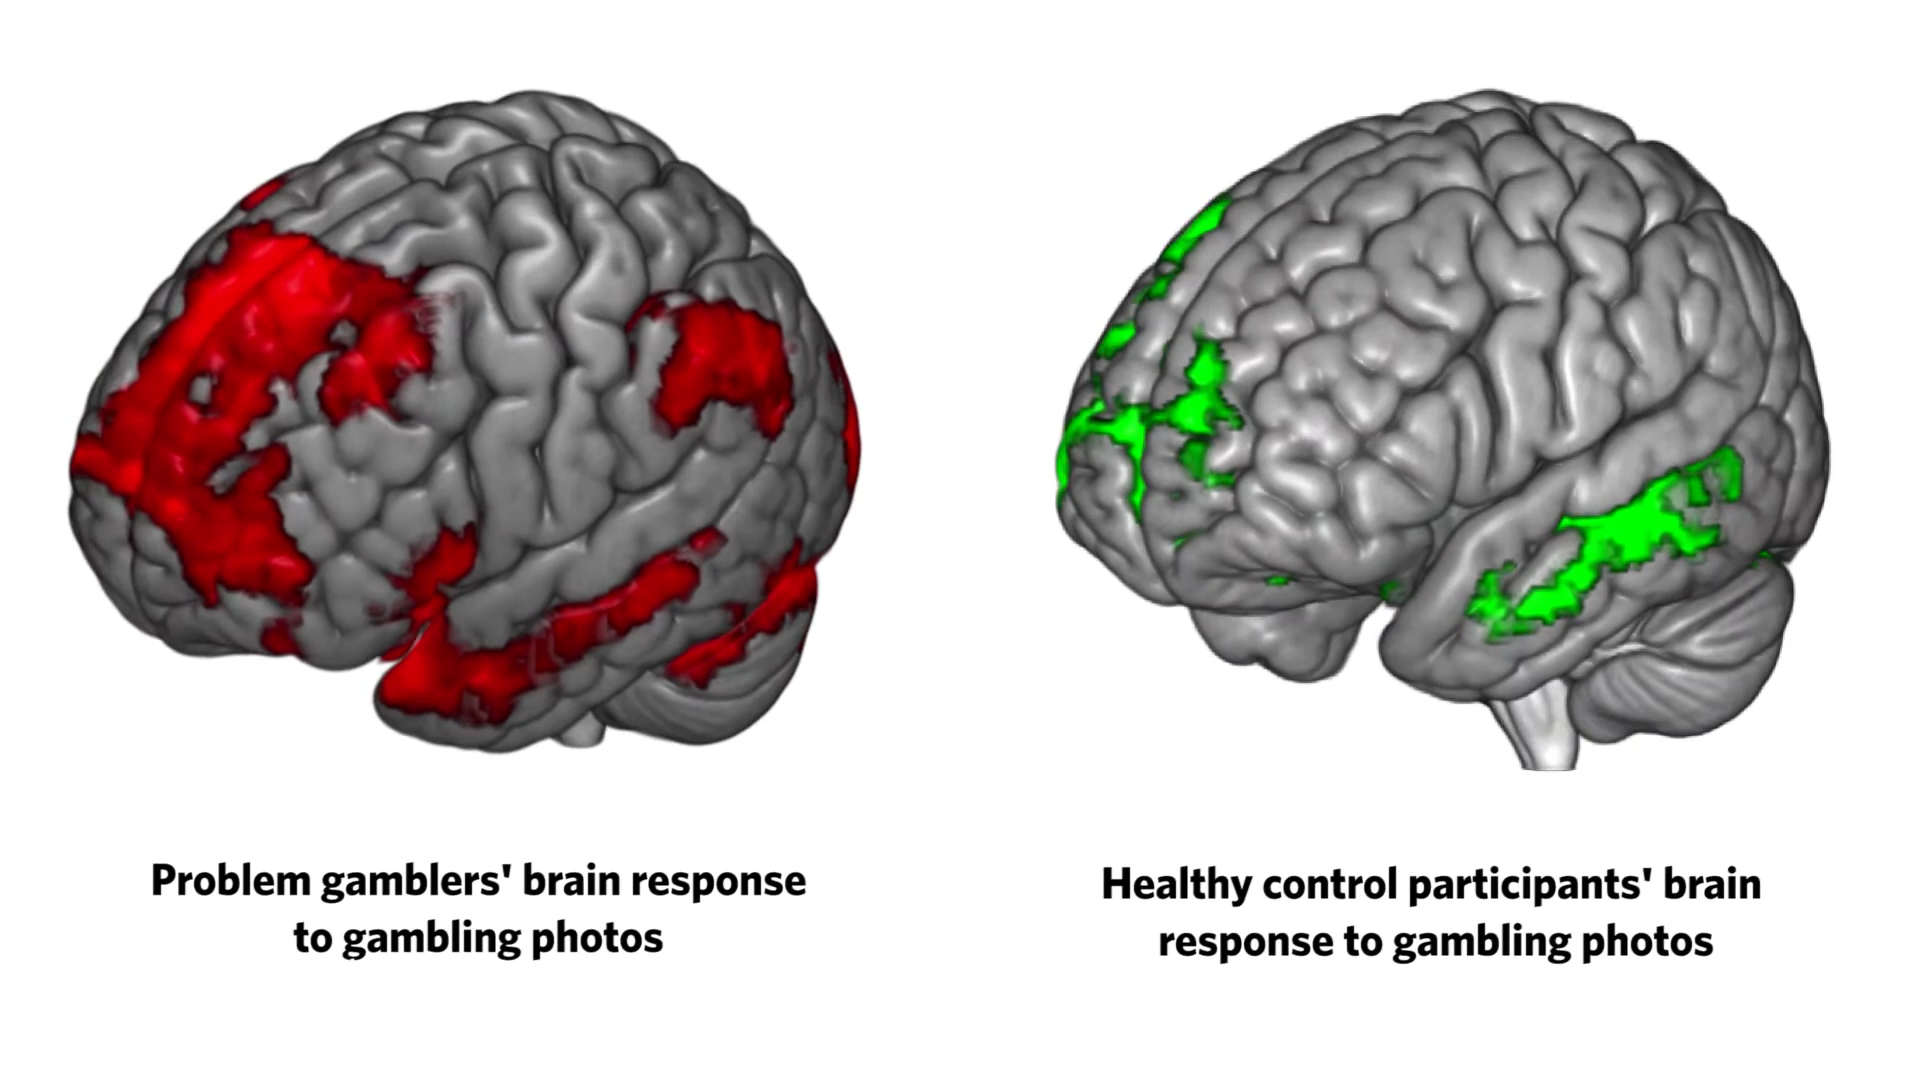 Problem gamblers' brain response
to gambling photos
Healthy control participants' brain
response to gambling photos